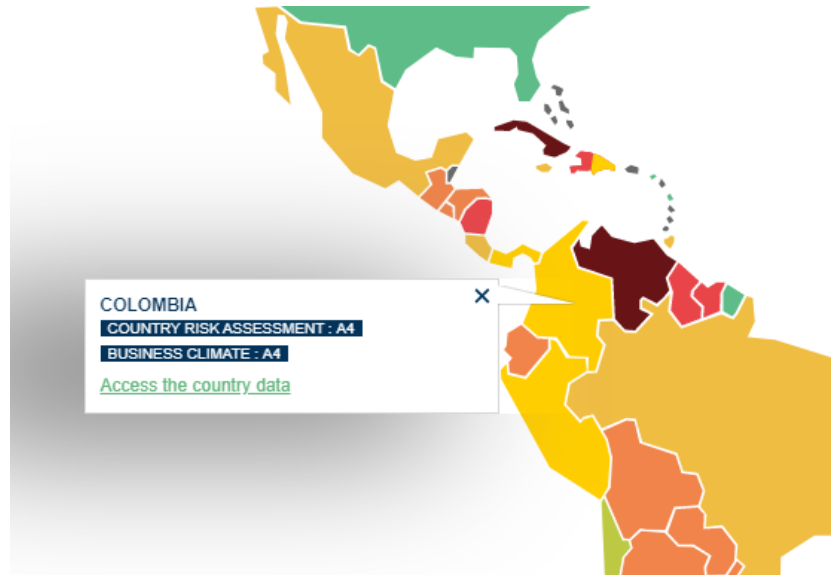 COLOMBIA
COUNTRY RISK ASSESSMENT : A4
BUSINESS CLIMATE : A4
Access the country data